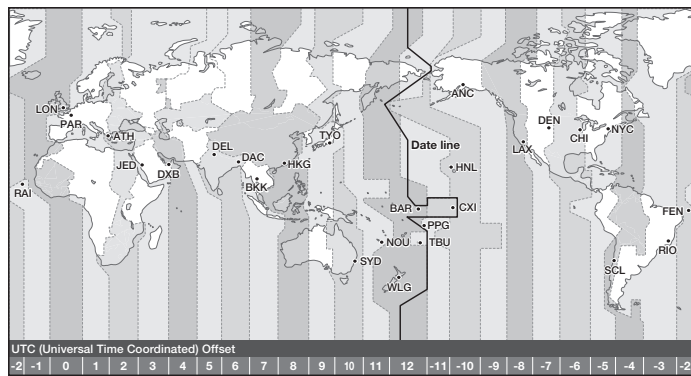 ANC
LON
PAR
DEN
NYC
TYO
CHI
ATH
DEL
Date line
LAX
DAC
HKG
JED
DXB
HNL
BKK
RAI
BAR
CXI
FEN
PPG
NOU
TBU
RIO
SYD
SCL
WLG
UTC (Universal Time Coordinated) Offset
-2 -1 0 1 2 3 4 5 6 7 8 9 10 11 12 -11 -10 -9 -8 -7 -6 -5 -4 -3 -2